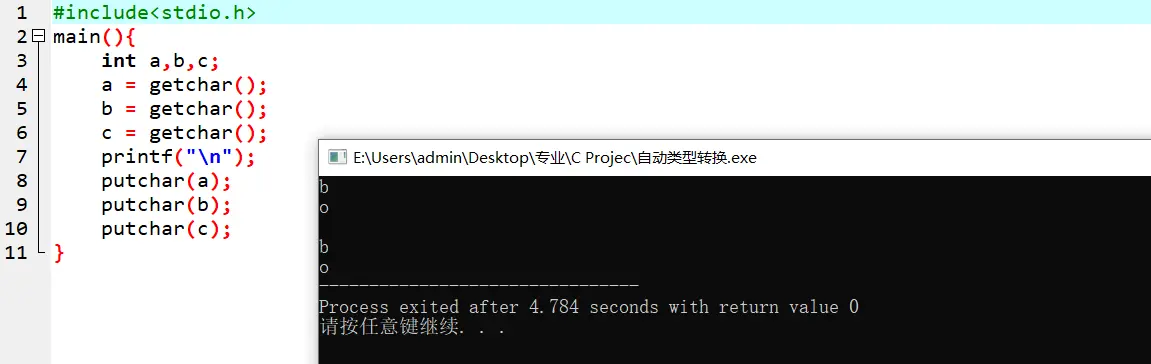 1 #include<stdio.h>
2 main(){
3 int a,b,c;
4 a = getchar();
5 b = getchar();
6 c = getchar();
7 printf("\n");
8 putchar(a);
9 putchar(b);
10 putchar(c);
11 }
E:\Users\admin\Desktop\专业\C Projec\自动类型转换.exe
b
o
b
o
--------------------------------
Process exited after 4.784 seconds with return value 0
请按任意键继续. . .